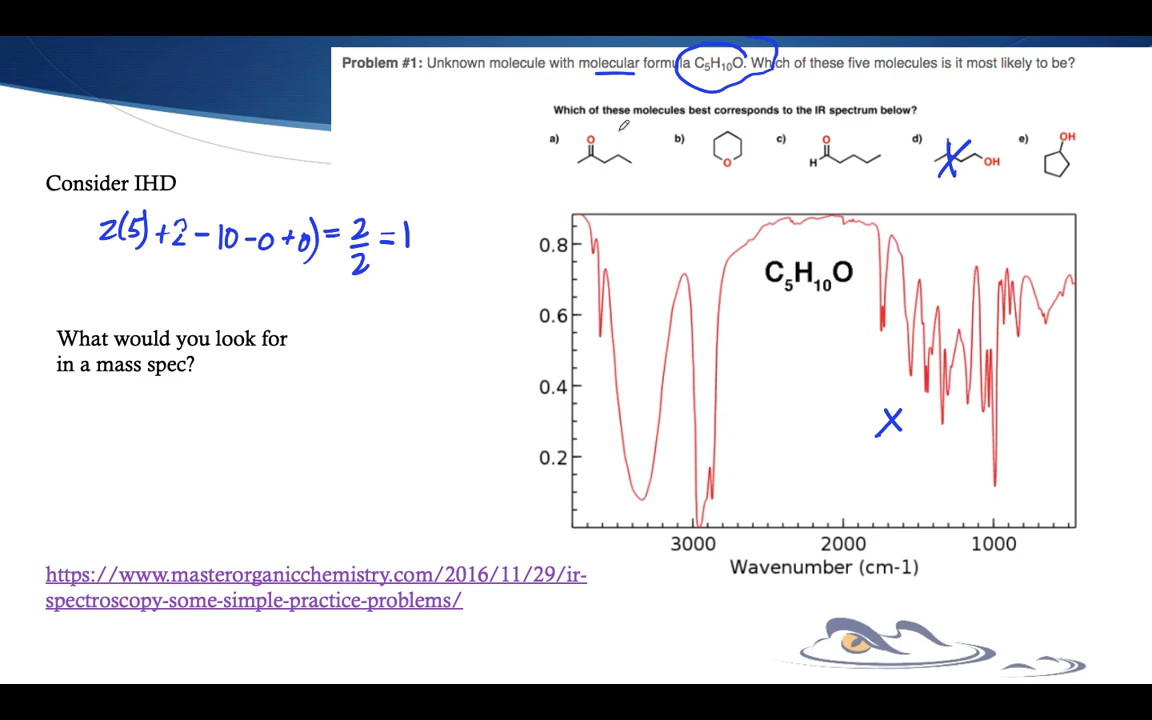 Problem #1: Unknown molecule with molecular formula C₅H₁₀O. Which of these five molecules is it most likely to be?
Which of these molecules best corresponds to the IR spectrum below?
a) O
b) O
c) O H
d) OH
e) OH
Consider IHD
2(5)+2-10-0+0)=2/2=1
What would you look for
in a mass spec?
C₅H₁₀O
0.8
0.6
0.4
0.2
X
3000 2000 1000
Wavenumber (cm-1)
https://www.masterorganicchemistry.com/2016/11/29/ir-
spectroscopy-some-simple-practice-problems/